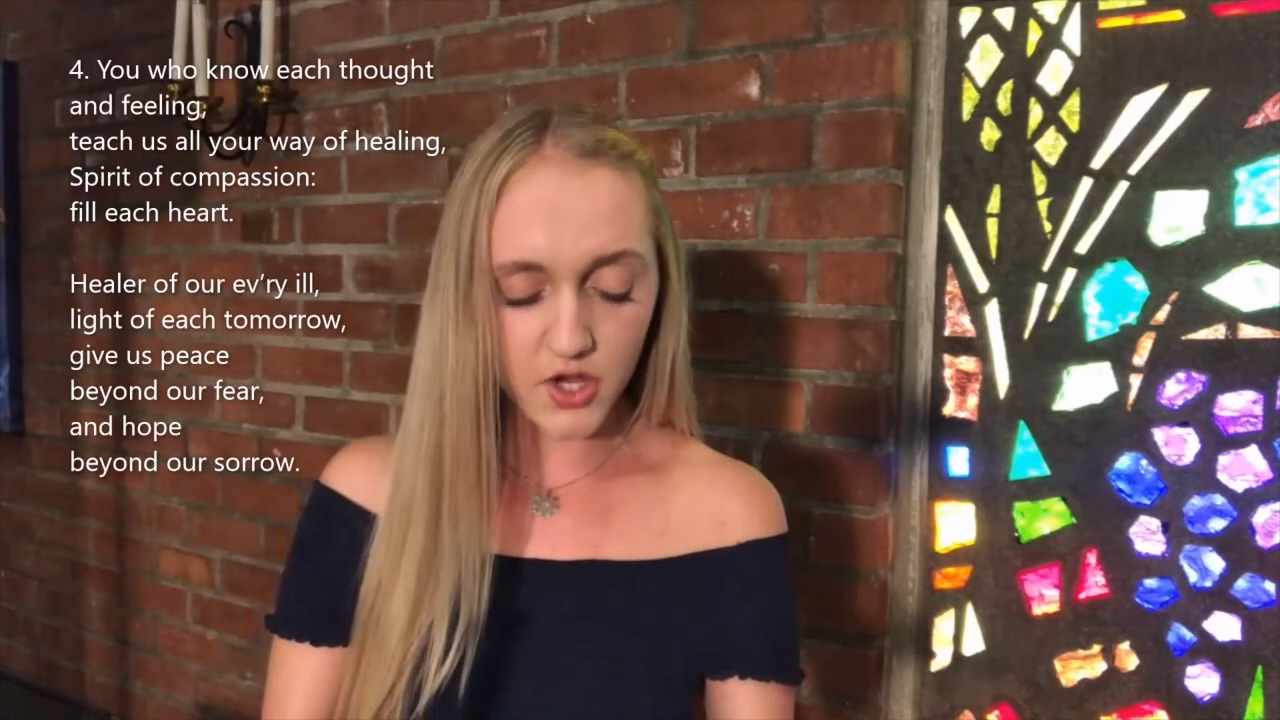 4. You who know each thought
and feeling,
teach us all your way of healing,
Spirit of compassion:
fill each heart.
Healer of our ev’ry ill,
light of each tomorrow,
give us peace
beyond our fear,
and hope
beyond our sorrow.